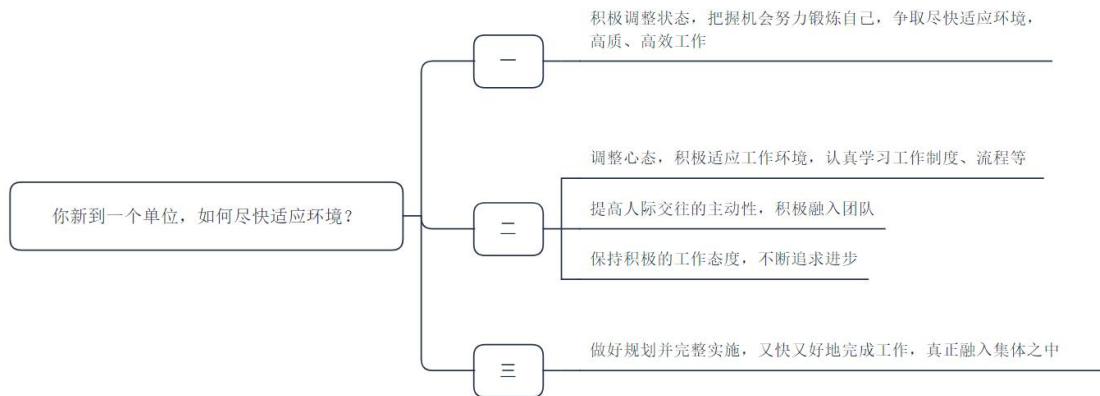 你新到一个单位，如何尽快适应环境？
一
积极调整状态，把握机会努力锻炼自己，争取尽快适应环境，
高质、高效工作
二
调整心态，积极适应工作环境，认真学习工作制度、流程等
提高人际交往的主动性，积极融入团队
保持积极的工作态度，不断追求进步
三
做好规划并完整实施，又快又好地完成工作，真正融入集体之中